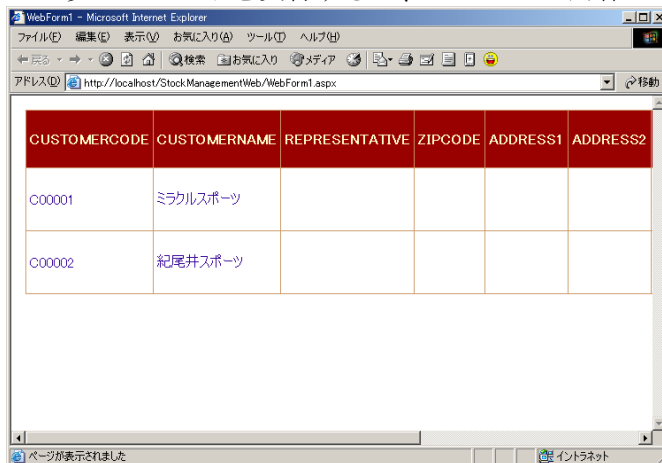 WebForm1 - Microsoft Internet Explorer
ファイル(F) 編集(E) 表示(V) お気に入り(A) ツール(T) ヘルプ(H)
戻る 検索 お気に入り メディア
アドレス(D) http://localhost/StockManagementWeb/WebForm1.aspx 移動
CUSTOMERCODE CUSTOMERNAME REPRESENTATIVE ZIPCODE ADDRESS1 ADDRESS2
C00001 ミラクルスポーツ
C00002 紀尾井スポーツ
ページが表示されました イントラネット